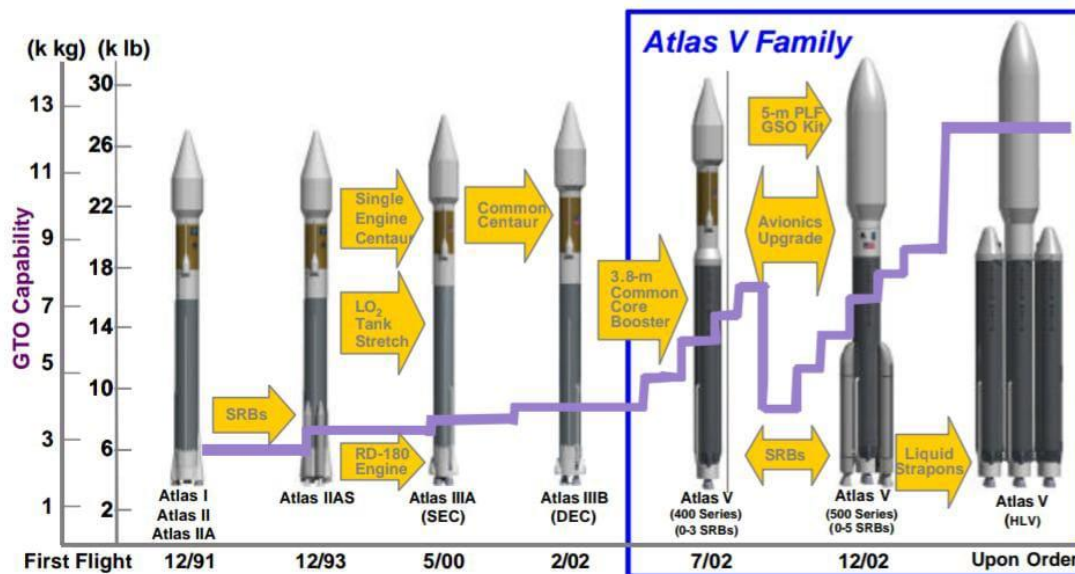 (k kg) (k lb)
Atlas V Family
GTO Capability
13
11
9
7
5
3
1
30
26
22
18
14
10
6
2
SRBs
Single
Engine
Centaur
LO2
Tank
Stretch
RD-180
Engine
Common
Centaur
3.8-m
Common
Core
Booster
5-m PLF
GSO Kit
Avionics
Upgrade
SRBs
Liquid
Strapons
Atlas I
Atlas II
Atlas IIA
Atlas IIAS
Atlas IIIA
(SEC)
Atlas IIIB
(DEC)
Atlas V
(400 Series)
(0-3 SRBs)
Atlas V
(500 Series)
(0-5 SRBs)
Atlas V
(HLV)
First Flight 12/91 12/93 5/00 2/02 7/02 12/02 Upon Order